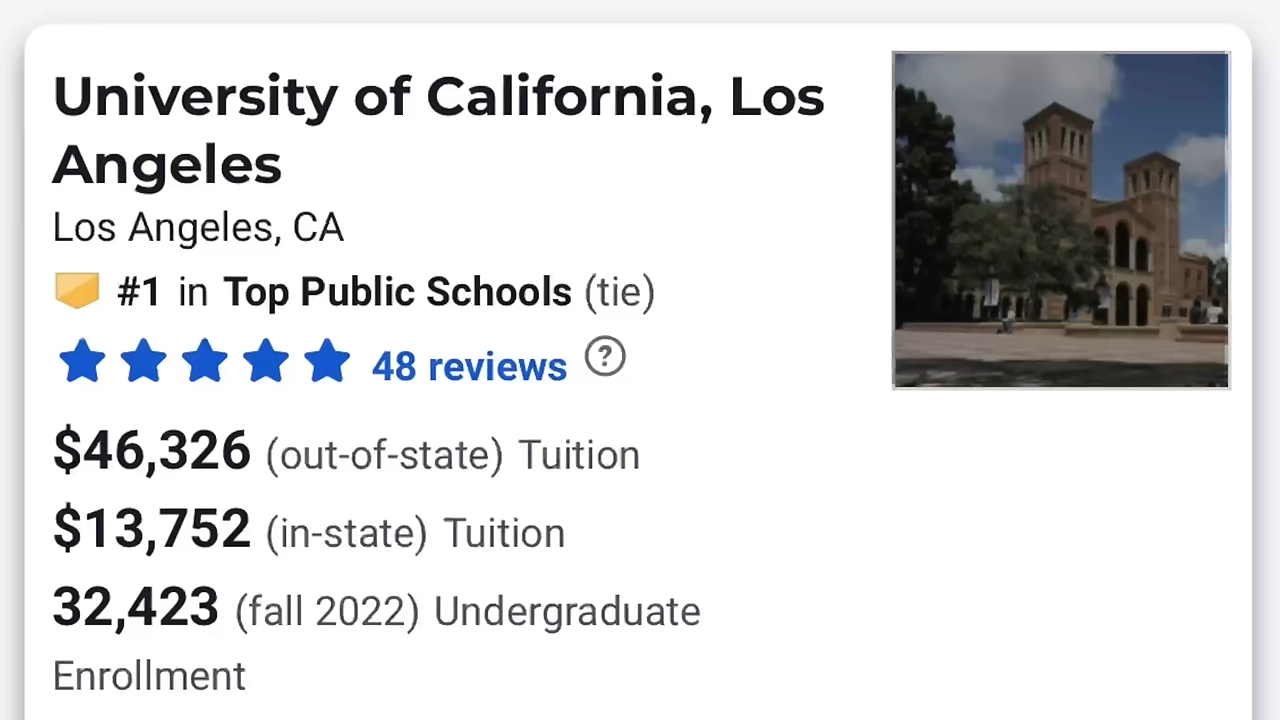 University of California, Los
Angeles
Los Angeles, CA
#1 in Top Public Schools (tie)
48 reviews ?
$46,326 (out-of-state) Tuition
$13,752 (in-state) Tuition
32,423 (fall 2022) Undergraduate
Enrollment